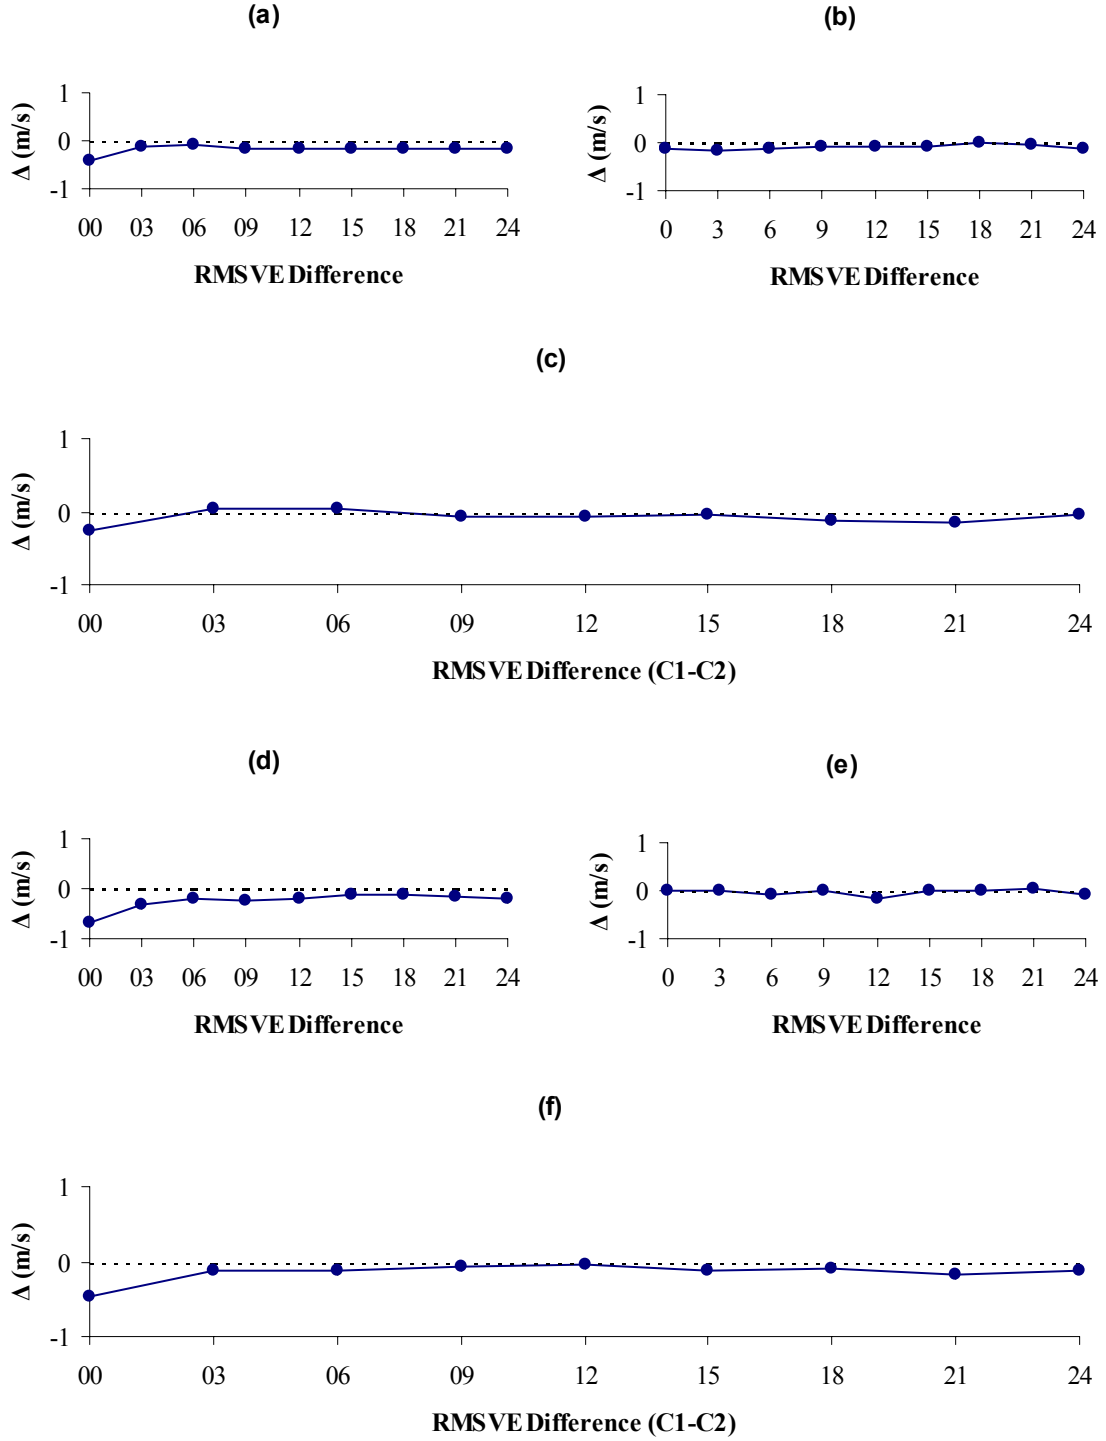 (a)
Δ (m/s)
1
0
-1
00 03 06 09 12 15 18 21 24
RMSVE Difference
(b)
Δ (m/s)
1
0
-1
0 3 6 9 12 15 18 21 24
RMSVE Difference
(c)
Δ (m/s)
1
0
-1
00 03 06 09 12 15 18 21 24
RMSVE Difference (C1-C2)
(d)
Δ (m/s)
1
0
-1
00 03 06 09 12 15 18 21 24
RMSVE Difference
(e)
Δ (m/s)
1
0
-1
0 3 6 9 12 15 18 21 24
RMSVE Difference
(f)
Δ (m/s)
1
0
-1
00 03 06 09 12 15 18 21 24
RMSVE Difference (C1-C2)